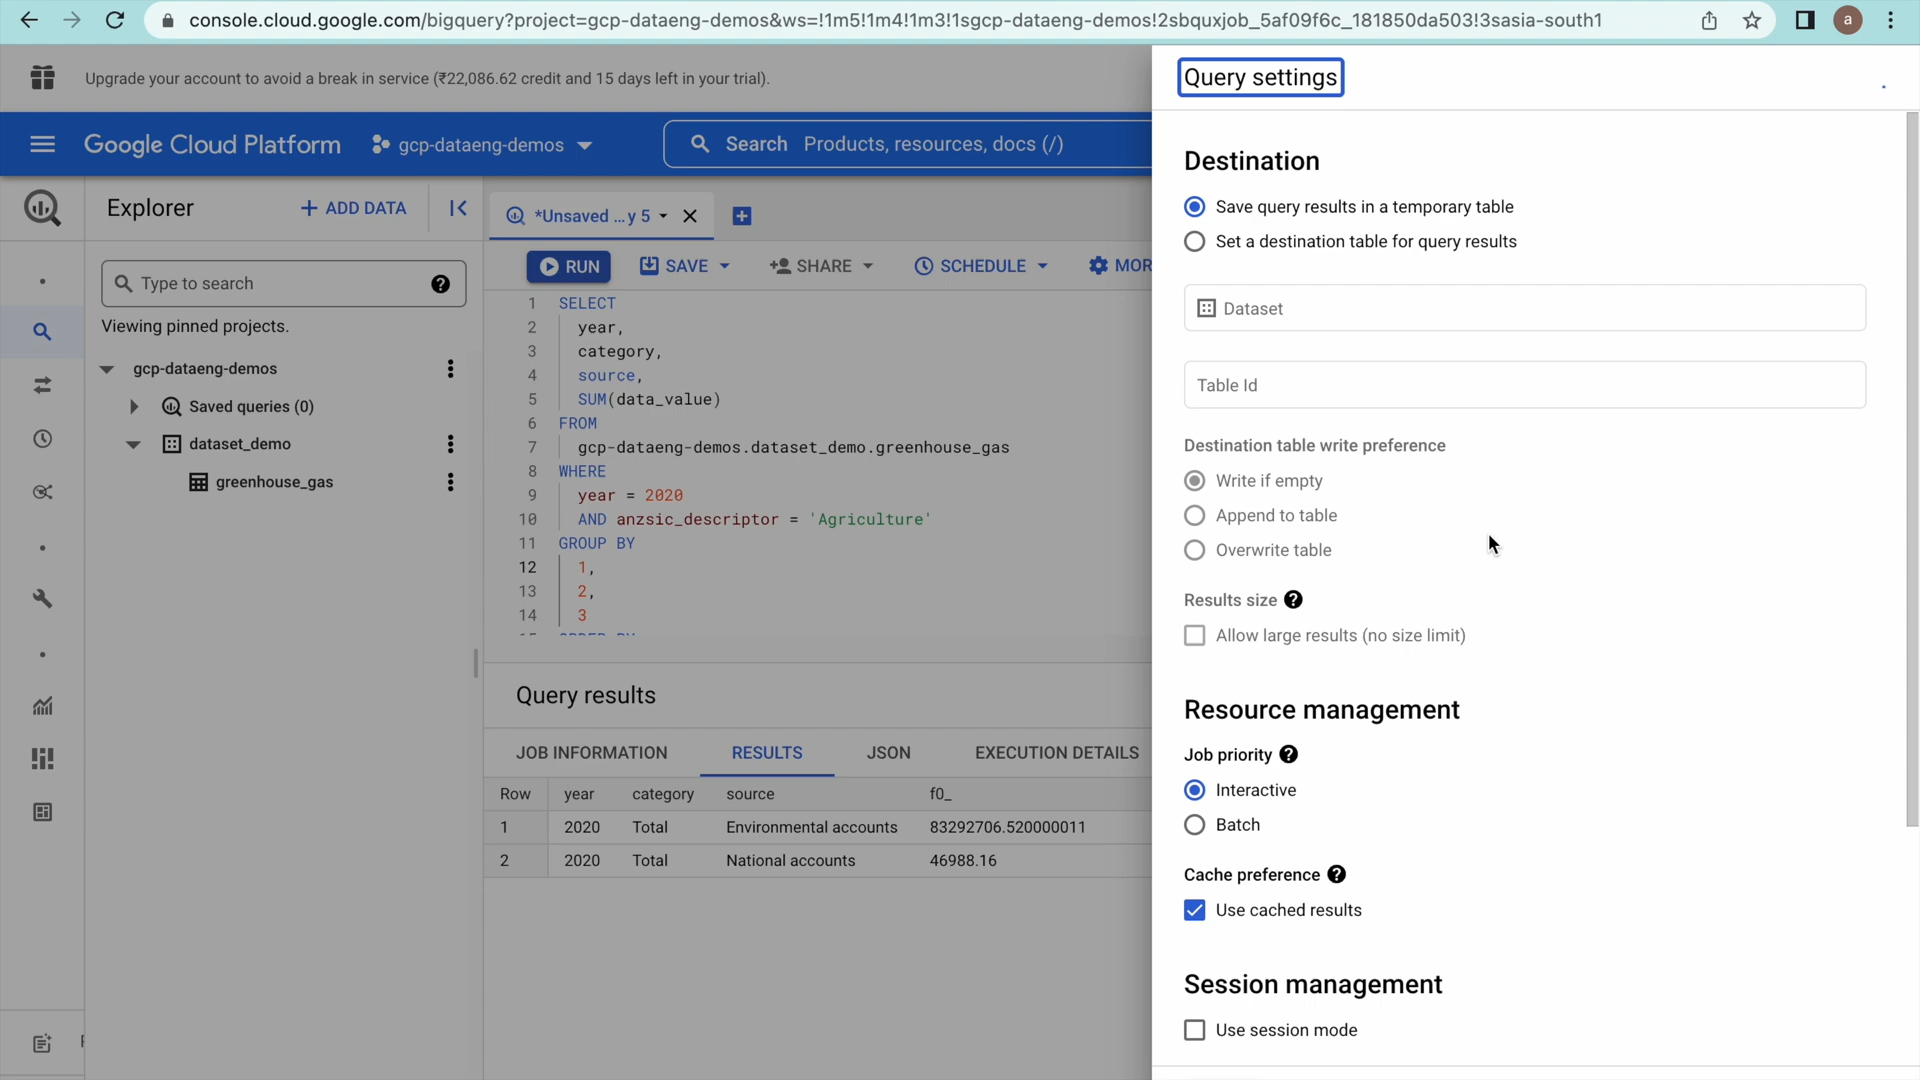 console.cloud.google.com/bigquery?project=gcp-dataeng-demos&ws=!1m5!1m4!1m3!1sgcp-dataeng-demos!2sbquxjob_5af09f6c_181850da503!3sasia-south1
a
Upgrade your account to avoid a break in service (₹22,086.62 credit and 15 days left in your trial).
Google Cloud Platform
gcp-dataeng-demos
Search Products, resources, docs (/)
Explorer
+ ADD DATA
Type to search
Viewing pinned projects.
gcp-dataeng-demos
Saved queries (0)
dataset_demo
greenhouse_gas
*Unsaved ...y 5
RUN
SAVE
SHARE
SCHEDULE
MOR
1 SELECT
2 year,
3 category,
4 source,
5 SUM(data_value)
6 FROM
7 gcp-dataeng-demos.dataset_demo.greenhouse_gas
8 WHERE
9 year = 2020
10 AND anzsic_descriptor = 'Agriculture'
11 GROUP BY
12 1,
13 2,
14 3
Query results
JOB INFORMATION RESULTS JSON EXECUTION DETAILS
Row year category source f0_
1 2020 Total Environmental accounts 83292706.520000011
2 2020 Total National accounts 46988.16
Query settings
Destination
Save query results in a temporary table
Set a destination table for query results
Dataset
Table Id
Destination table write preference
Write if empty
Append to table
Overwrite table
Results size
Allow large results (no size limit)
Resource management
Job priority
Interactive
Batch
Cache preference
Use cached results
Session management
Use session mode